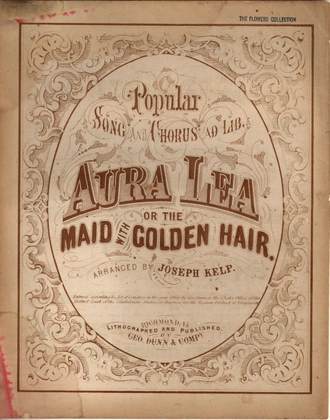 THE FLOWERS COLLECTION
Popular
SONG AND CHORUS AD LIB.
AURA LEA
OR THE
MAID WITH GOLDEN HAIR.
ARRANGED BY JOSEPH KELP.
RICHMOND, VA.
LITHOGRAPHED AND PUBLISHED,
BY
GEO. DUNN & COMPY